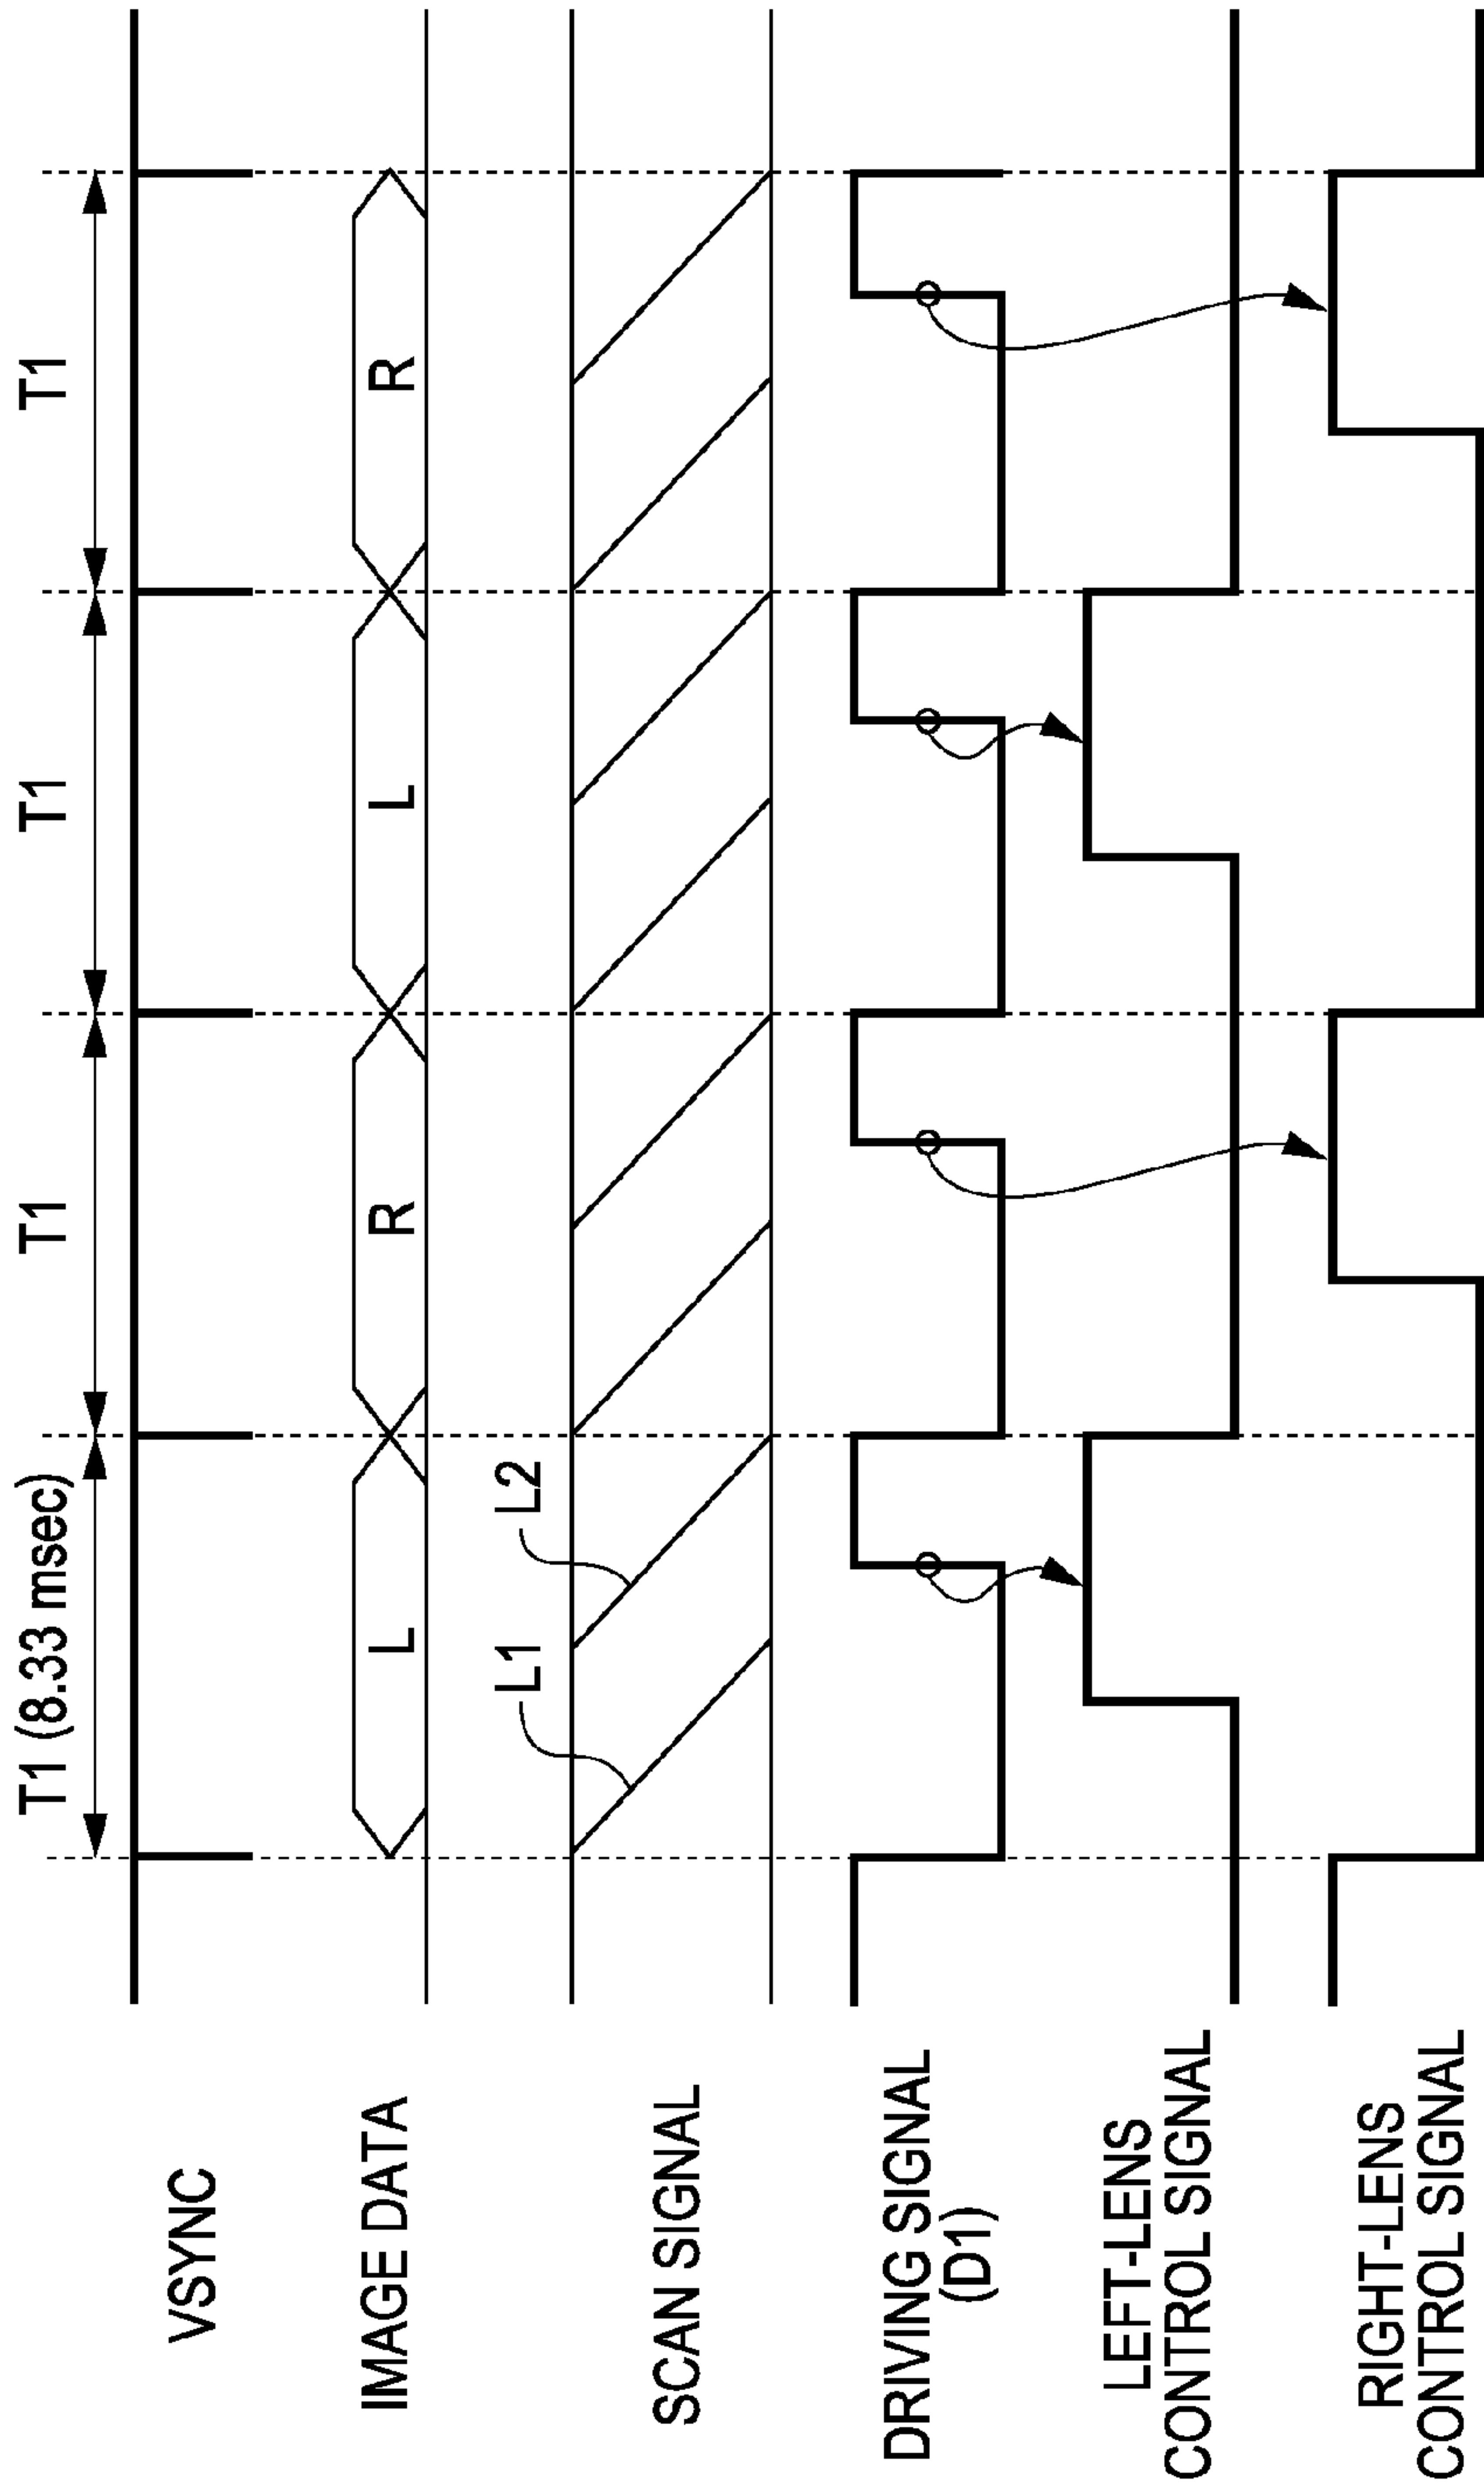 T1 (8.33 msec)
T1
T1
T1
VSYNC
IMAGE DATA
L
R
L
R
SCAN SIGNAL
L1
L2
DRIVING SIGNAL
(D1)
LEFT-LENS
CONTROL SIGNAL
RIGHT-LENS
CONTROL SIGNAL